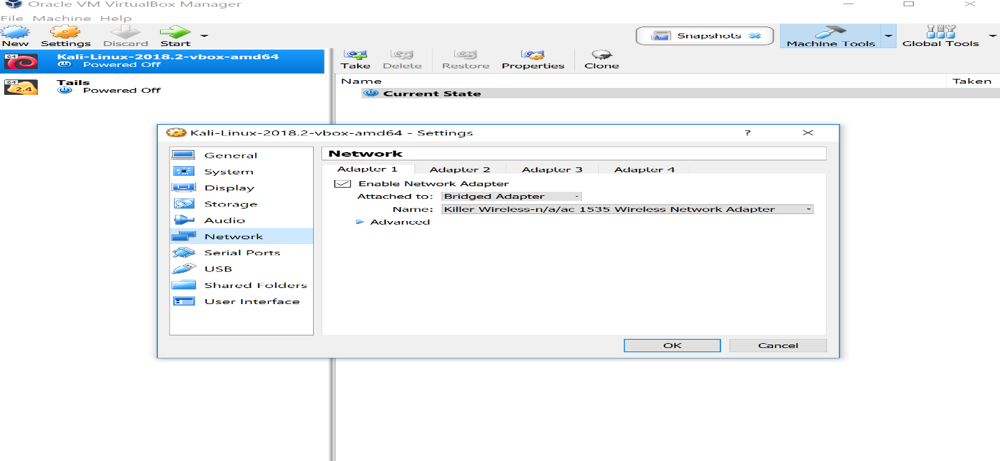 Oracle VM VirtualBox Manager
File Machine Help
New Settings Discard Start
Snapshots Machine Tools Global Tools
64 Kali-Linux-2018.2-vbox-amd64
Powered Off
Take Delete Restore Properties Clone
64 2.4 Tails
Powered Off
Name Taken
Current State
Kali-Linux-2018.2-vbox-amd64 - Settings ?
General
System
Display
Storage
Audio
Network
Serial Ports
USB
Shared Folders
User Interface
Network
Adapter 1 Adapter 2 Adapter 3 Adapter 4
Enable Network Adapter
Attached to: Bridged Adapter
Name: Killer Wireless-n/a/ac 1535 Wireless Network Adapter
Advanced
OK Cancel